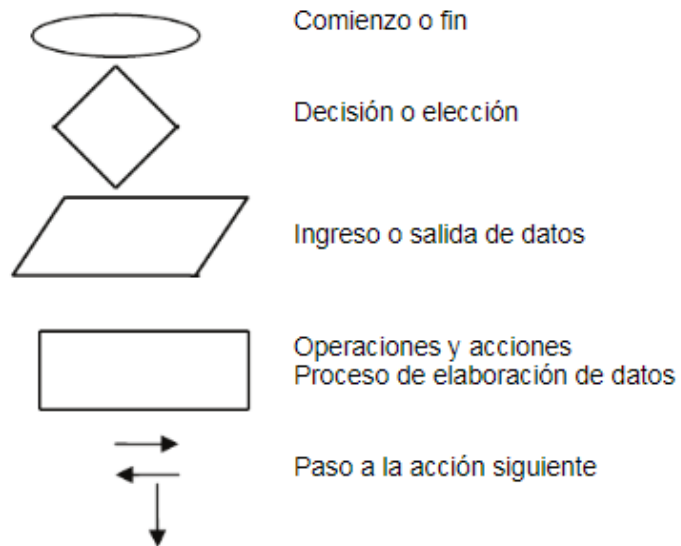 Comienzo o fin
Decisión o elección
Ingreso o salida de datos
Operaciones y acciones
Proceso de elaboración de datos
Paso a la acción siguiente